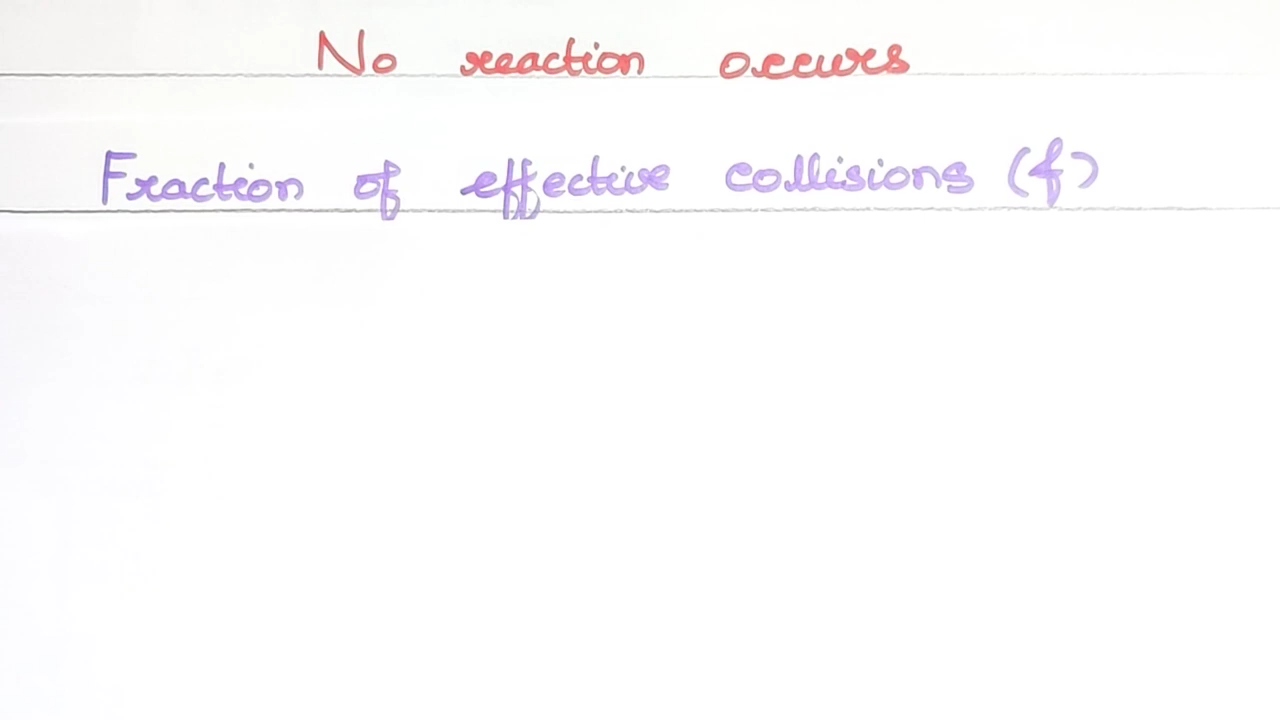 No reaction occurs
Fraction of effective collisions (f)